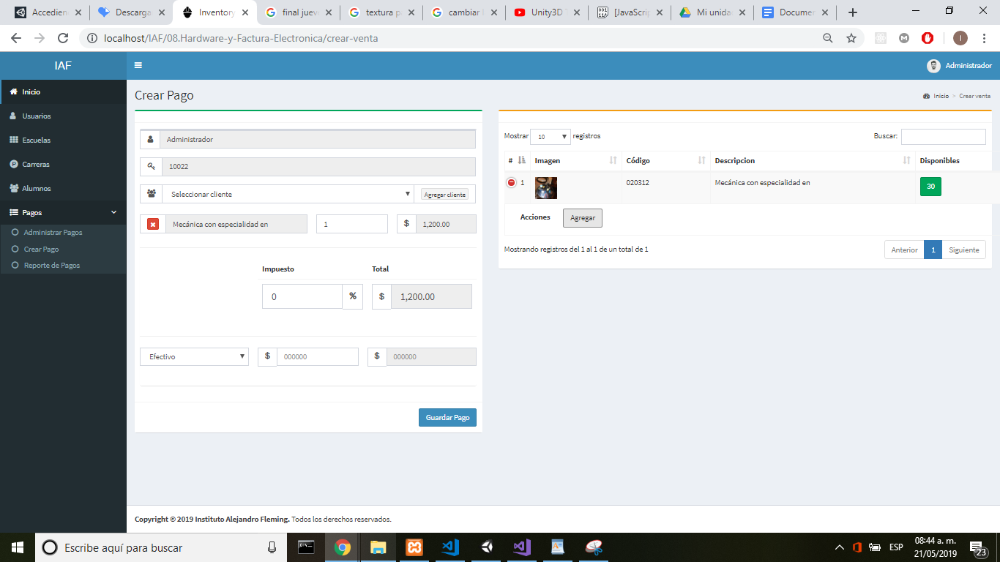 Accedien
Descarga
Inventory
final juev
textura p
cambiar l
Unity3D T
[JavaScrip
Mi unida
Documen
localhost/IAF/08.Hardware-y-Factura-Electronica/crear-venta
I
IAF
Administrador
Inicio
Usuarios
Escuelas
Carreras
Alumnos
Pagos
Administrar Pagos
Crear Pago
Reporte de Pagos
Crear Pago
Inicio > Crear venta
Administrador
10022
Seleccionar cliente
Agregar cliente
Mecánica con especialidad en 1 $ 1,200.00
Impuesto Total
0 % $ 1,200.00
Efectivo $ 000000 $ 000000
Guardar Pago
Mostrar 10 registros Buscar:
# Imagen Código Descripcion Disponibles
1 020312 Mecánica con especialidad en 30
Acciones Agregar
Mostrando registros del 1 al 1 de un total de 1
Anterior 1 Siguiente
Copyright © 2019 Instituto Alejandro Fleming. Todos los derechos reservados.
Escribe aquí para buscar
ESP
08:44 a. m.
21/05/2019
23